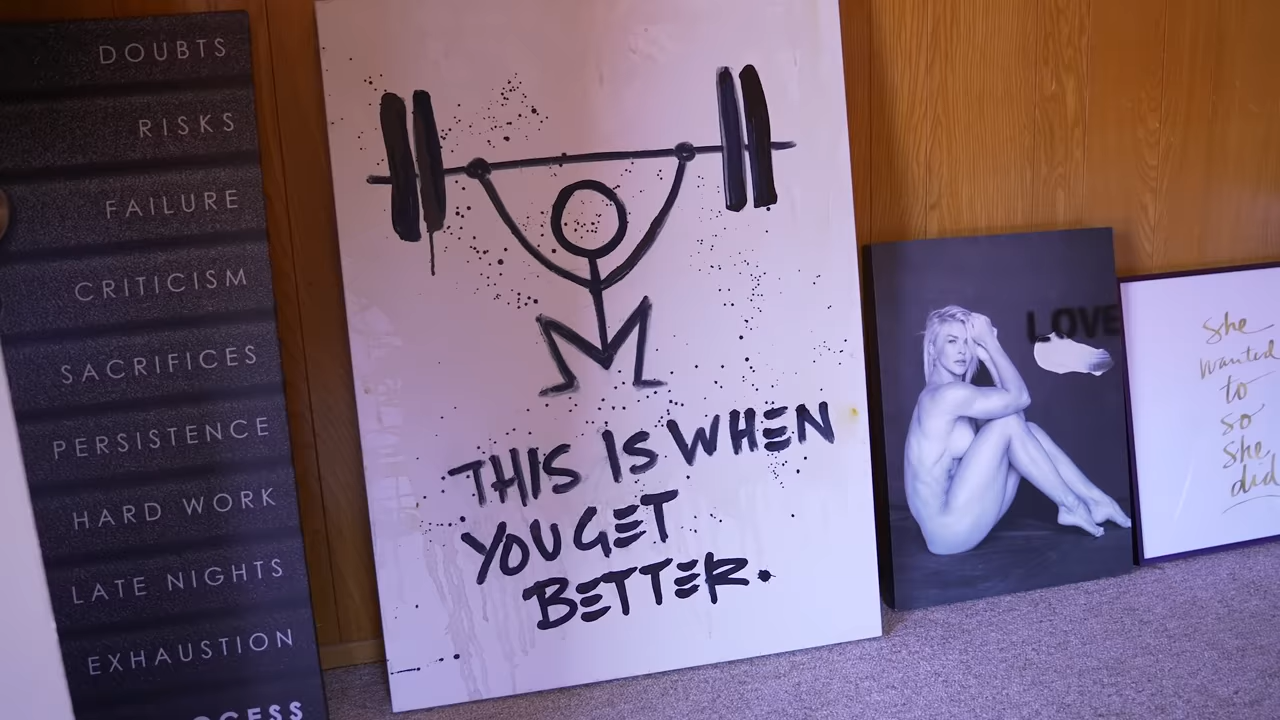 DOUBTS
RISKS
FAILURE
CRITICISM
SACRIFICES
PERSISTENCE
HARD WORK
LATE NIGHTS
EXHAUSTION
THIS IS WHEN
YOU GET
BETTER.
LOVE
She
wanted
to
so
she
did